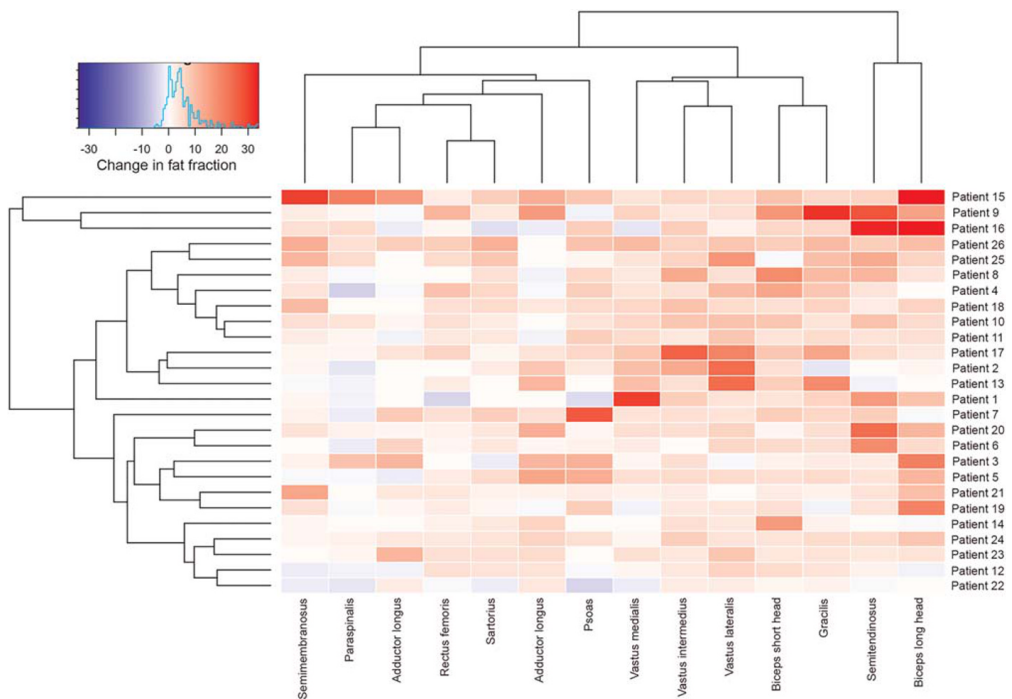 -30 -10 0 10 20 30
Change in fat fraction
Patient 15
Patient 9
Patient 16
Patient 26
Patient 25
Patient 8
Patient 4
Patient 18
Patient 10
Patient 11
Patient 17
Patient 2
Patient 13
Patient 1
Patient 7
Patient 20
Patient 6
Patient 3
Patient 5
Patient 21
Patient 19
Patient 14
Patient 24
Patient 23
Patient 12
Patient 22
Semimembranosus
Paraspinalis
Adductor longus
Rectus femoris
Sartorius
Adductor longus
Psoas
Vastus medialis
Vastus intermedius
Vastus lateralis
Biceps short head
Gracilis
Semitendinosus
Biceps long head